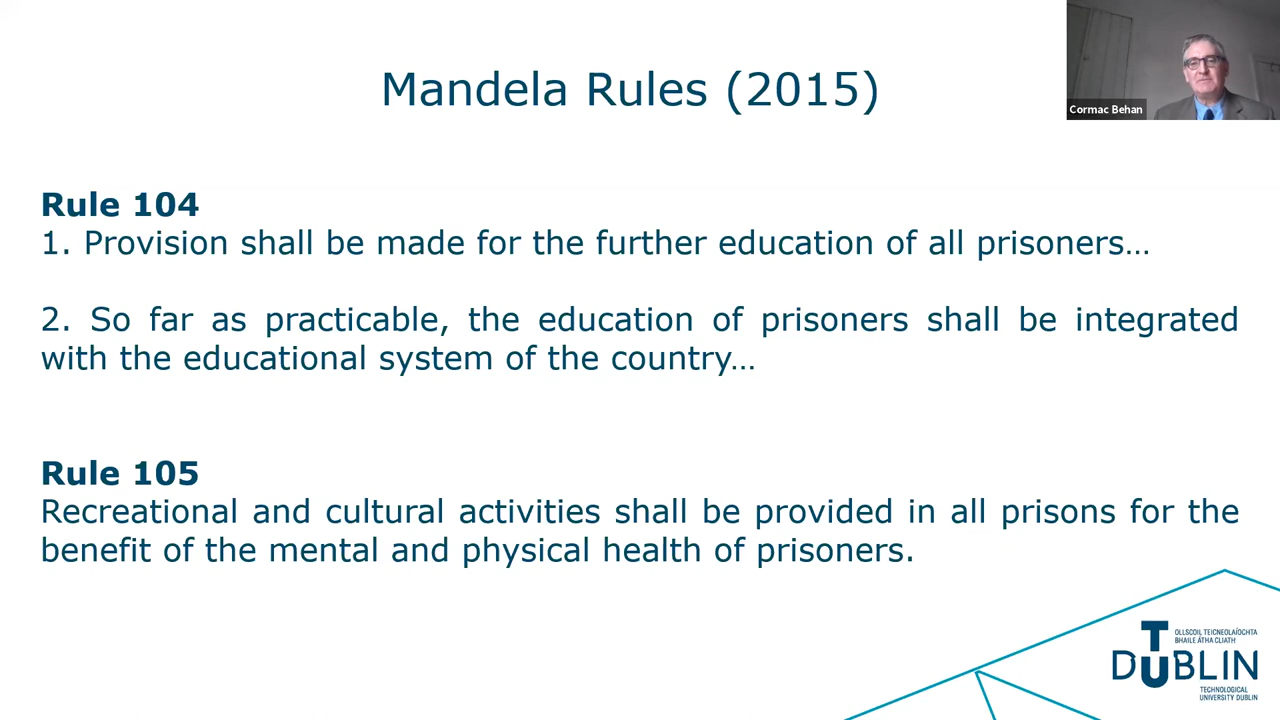 Mandela Rules (2015)
Cormac Behan
Rule 104
1. Provision shall be made for the further education of all prisoners…
2. So far as practicable, the education of prisoners shall be integrated
with the educational system of the country…
Rule 105
Recreational and cultural activities shall be provided in all prisons for the
benefit of the mental and physical health of prisoners.
OLLSCOIL TEICNEOLAÍOCHTA
BHAILE ÁTHA CLIATH
TU DUBLIN
TECHNOLOGICAL
UNIVERSITY DUBLIN